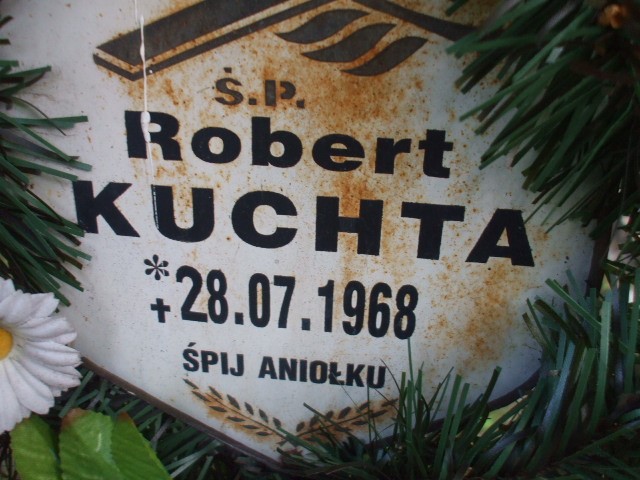 Ś.P.
Robert
KUCHTA
* + 28.07.1968
ŚPIJ ANIOŁKU